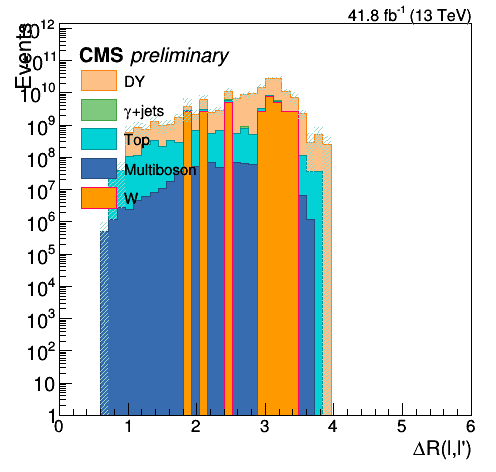 41.8 fb⁻¹ (13 TeV)
Events
CMS preliminary
DY
γ+jets
Top
Multiboson
W
10¹²
10¹¹
10¹⁰
10⁹
10⁸
10⁷
10⁶
10⁵
10⁴
10³
10²
10
1
0 1 2 3 4 5 6
ΔR(l,l')